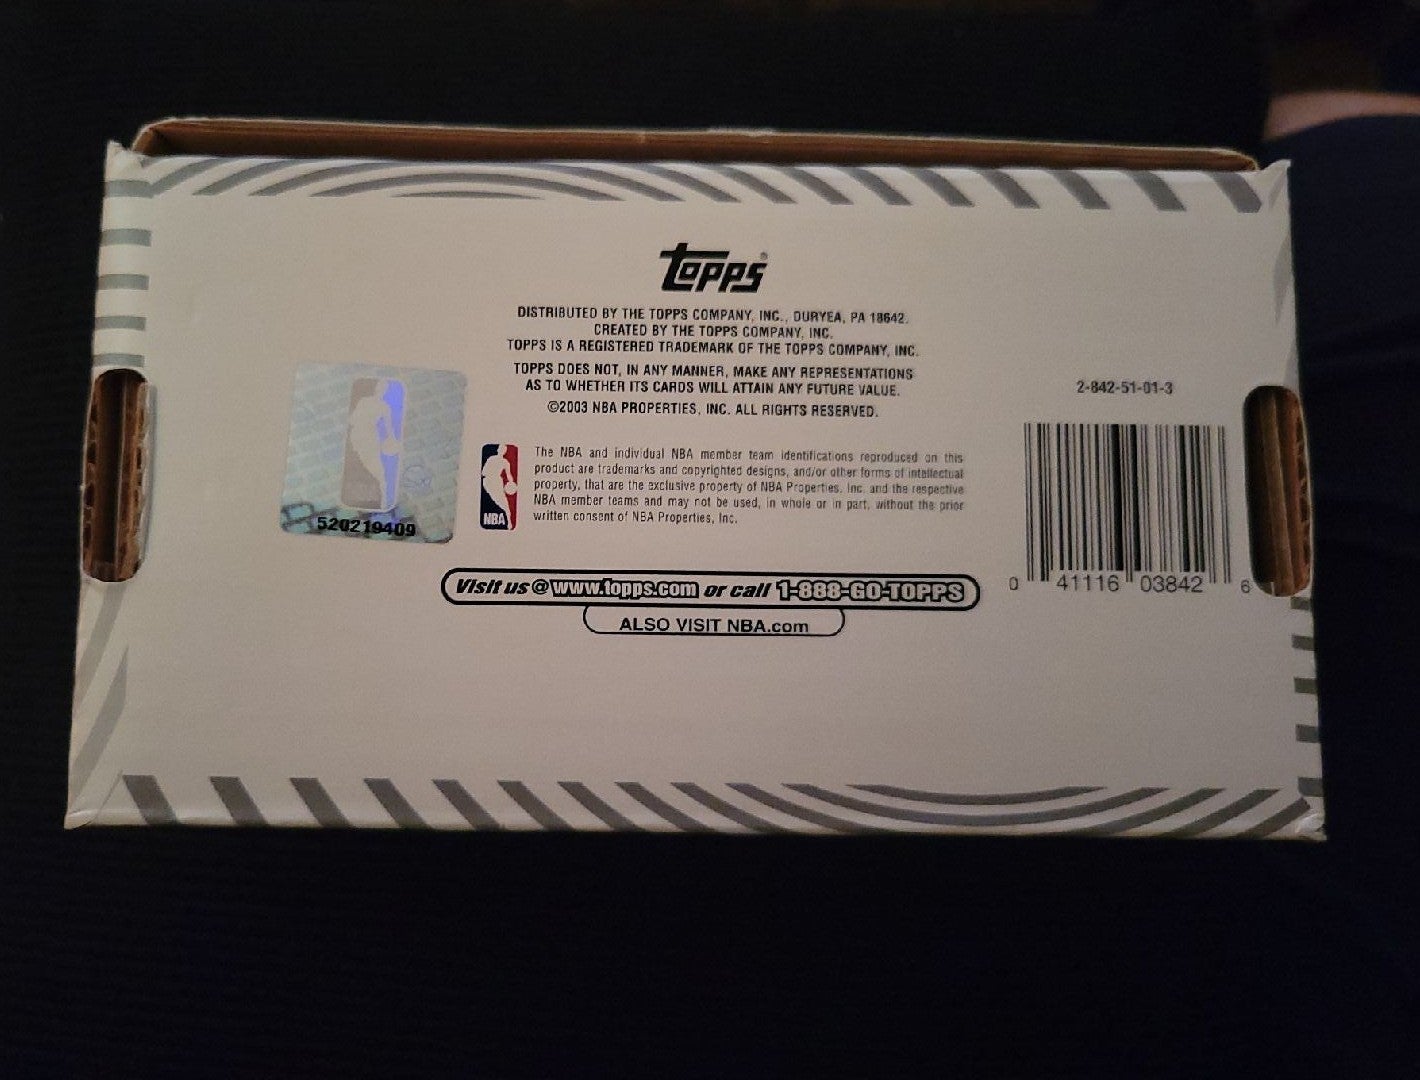 topps®
DISTRIBUTED BY THE TOPPS COMPANY, INC., DURYEA, PA 18642.
CREATED BY THE TOPPS COMPANY, INC.
TOPPS IS A REGISTERED TRADEMARK OF THE TOPPS COMPANY, INC.
TOPPS DOES NOT, IN ANY MANNER, MAKE ANY REPRESENTATIONS
AS TO WHETHER ITS CARDS WILL ATTAIN ANY FUTURE VALUE.
©2003 NBA PROPERTIES, INC. ALL RIGHTS RESERVED.
2-842-51-01-3
The NBA and individual NBA member team identifications reproduced on this
product are trademarks and copyrighted designs, and/or other forms of intellectual
property, that are the exclusive property of NBA Properties, Inc. and the respective
NBA member teams and may not be used, in whole or in part, without the prior
written consent of NBA Properties, Inc.
NBA
520219409
Visit us @ www.topps.com or call 1-888-GO-TOPPS
ALSO VISIT NBA.com
0 41116 03842 6